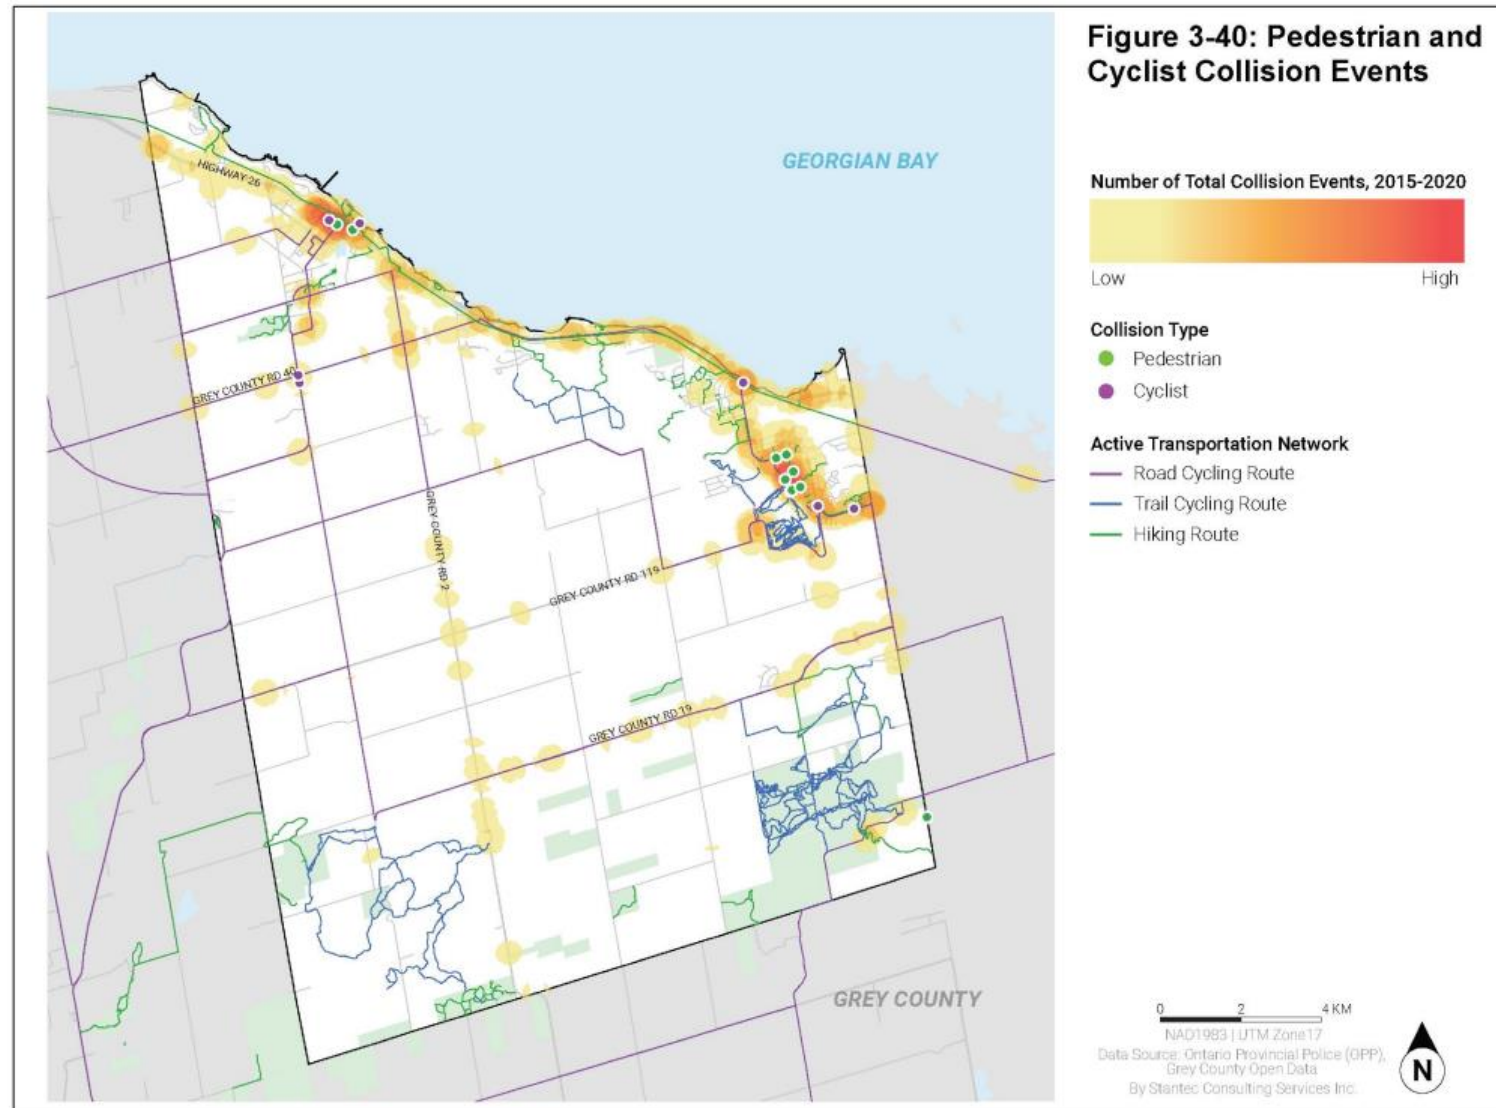 Figure 3-40: Pedestrian and
Cyclist Collision Events
GEORGIAN BAY
Number of Total Collision Events, 2015-2020
Low
High
HIGHWAY 26
Collision Type
Pedestrian
Cyclist
GREY COUNTY RD 40
Active Transportation Network
Road Cycling Route
Trail Cycling Route
Hiking Route
GREY COUNTY RD 2
GREY COUNTY RD 119
GREY COUNTY RD 19
GREY COUNTY
0 2 4 KM
NAD1983 | UTM Zone17
Data Source: Ontario Provincial Police (OPP),
Grey County Open Data
By Stantec Consulting Services Inc.
N